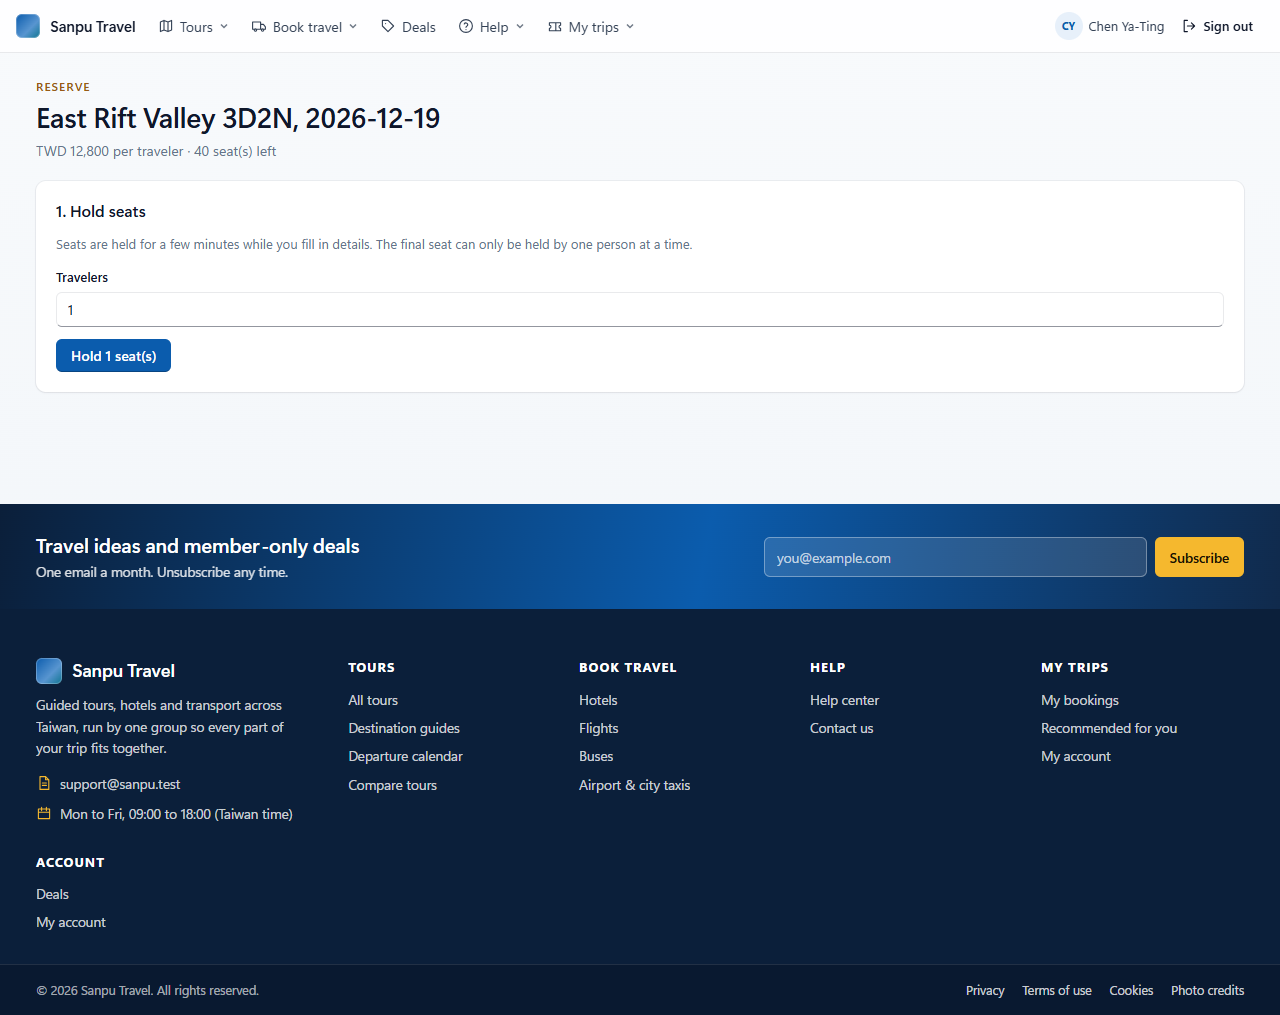 Sanpu Travel
Tours
Book travel
Deals
Help
My trips
CY
Chen Ya-Ting
Sign out
RESERVE
East Rift Valley 3D2N, 2026-12-19
TWD 12,800 per traveler · 40 seat(s) left
1. Hold seats
Seats are held for a few minutes while you fill in details. The final seat can only be held by one person at a time.
Travelers
1
Hold 1 seat(s)
Travel ideas and member-only deals
One email a month. Unsubscribe any time.
you@example.com
Subscribe
Sanpu Travel
Guided tours, hotels and transport across
Taiwan, run by one group so every part of
your trip fits together.
support@sanpu.test
Mon to Fri, 09:00 to 18:00 (Taiwan time)
TOURS
All tours
Destination guides
Departure calendar
Compare tours
BOOK TRAVEL
Hotels
Flights
Buses
Airport & city taxis
HELP
Help center
Contact us
MY TRIPS
My bookings
Recommended for you
My account
ACCOUNT
Deals
My account
© 2026 Sanpu Travel. All rights reserved.
Privacy
Terms of use
Cookies
Photo credits